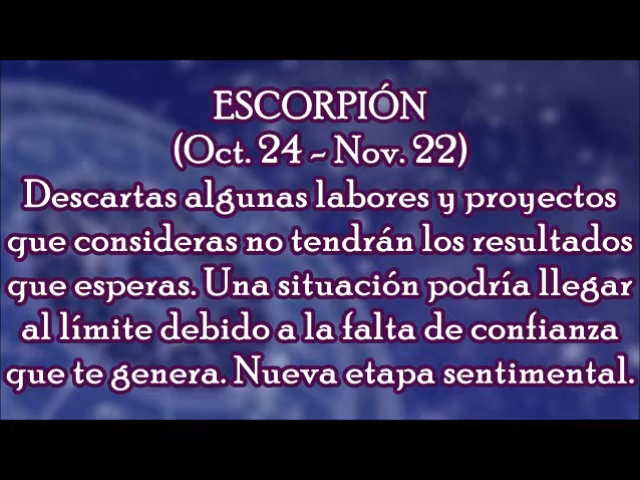 ESCORPIÓN
(Oct. 24 - Nov. 22)
Descartas algunas labores y proyectos
que consideras no tendrán los resultados
que esperas. Una situación podría llegar
al límite debido a la falta de confianza
que te genera. Nueva etapa sentimental.